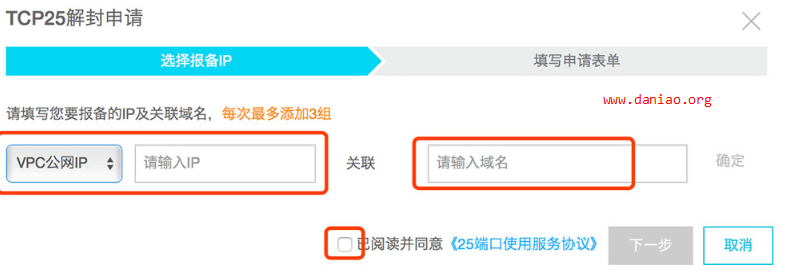 TCP25解封申请
选择报备IP 填写申请表单
www.daniao.org
请填写您要报备的IP及关联域名，每次最多添加3组
VPC公网IP 请输入IP 关联 请输入域名 确定
已阅读并同意《25端口使用服务协议》 下一步 取消